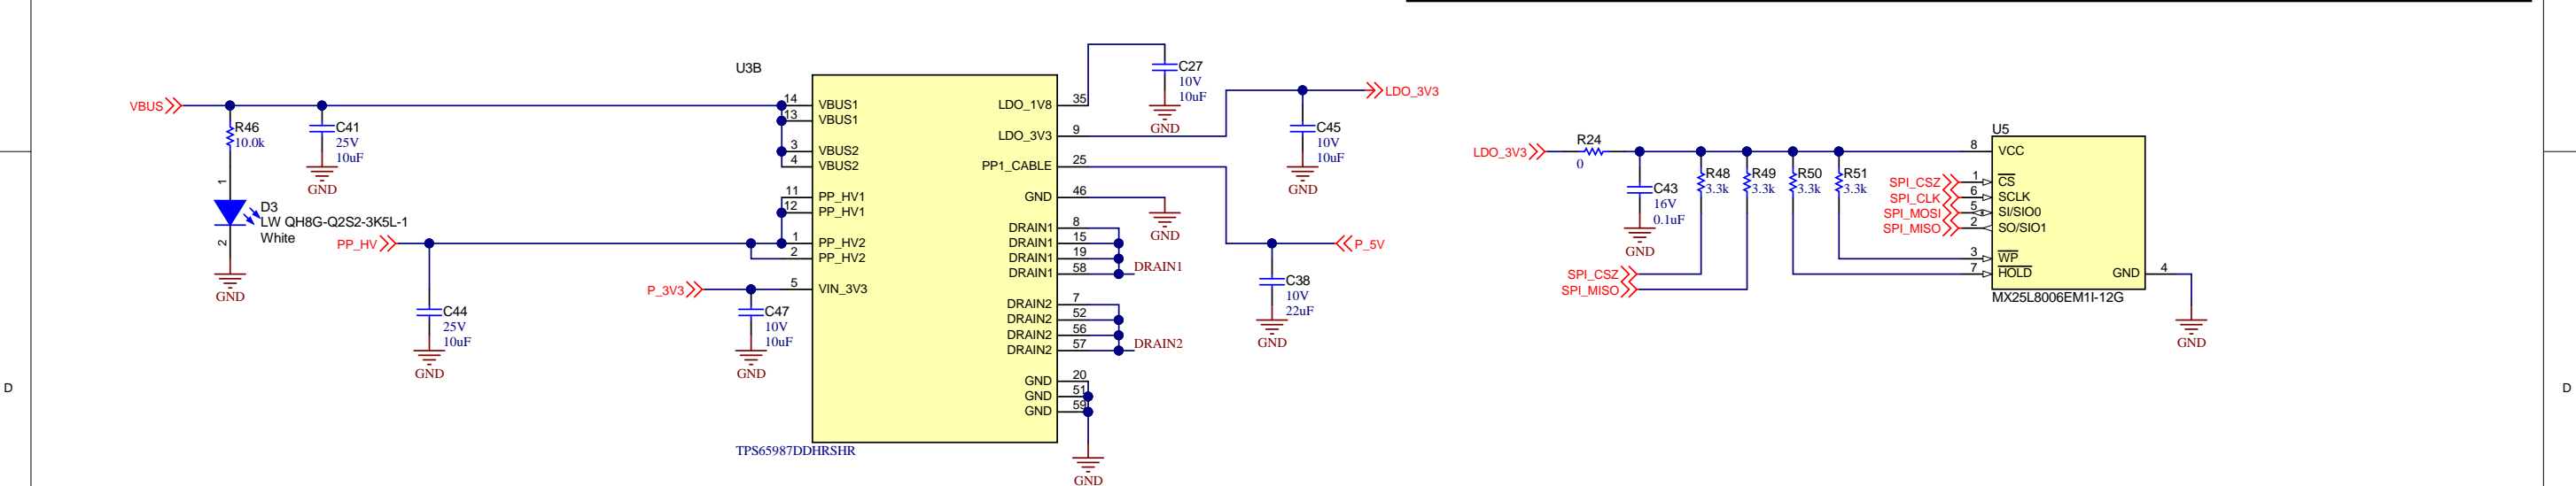 U3B
VBUS
R46
10.0k
C41
25V
10uF
GND
1
D3
LW QH8G-Q2S2-3K5L-1
White
2
GND
PP_HV
C44
25V
10uF
GND
P_3V3
C47
10V
10uF
GND
14 VBUS1
13 VBUS1
3 VBUS2
4 VBUS2
11 PP_HV1
12 PP_HV1
1 PP_HV2
2 PP_HV2
5 VIN_3V3
LDO_1V8 35
LDO_3V3 9
PP1_CABLE 25
GND 46
DRAIN1 8
DRAIN1 15
DRAIN1 19
DRAIN1 58
DRAIN2 7
DRAIN2 52
DRAIN2 56
DRAIN2 57
GND 20
GND 51
GND 59
TPS65987DDHRSHR
C27
10V
10uF
GND
LDO_3V3
C45
10V
10uF
GND
GND
DRAIN1
P_5V
C38
10V
22uF
GND
DRAIN2
GND
LDO_3V3
R24
0
C43
16V
0.1uF
GND
R48
3.3k
R49
3.3k
R50
3.3k
R51
3.3k
SPI_CSZ
SPI_MISO
U5
8 VCC
SPI_CSZ 1 CS
SPI_CLK 6 SCLK
SPI_MOSI 5 SI/SIO0
SPI_MISO 2 SO/SIO1
3 WP
7 HOLD
GND 4
MX25L8006EM1I-12G
GND
D
D